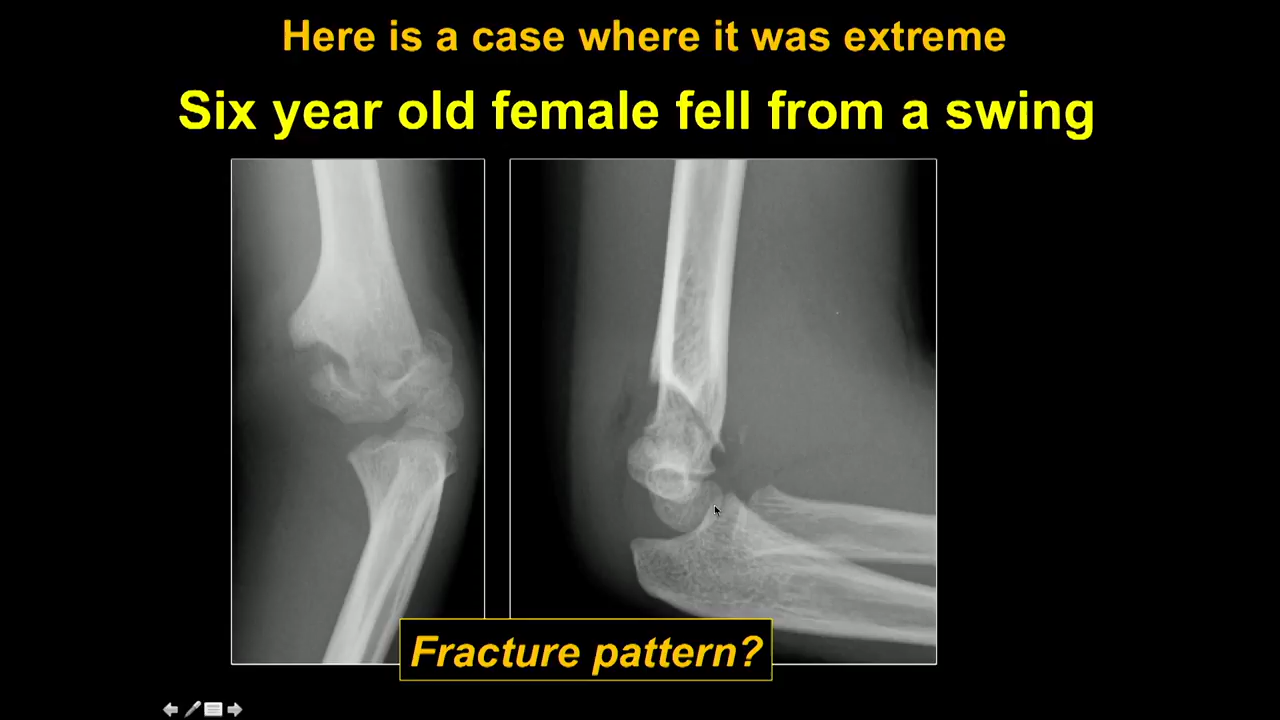 Here is a case where it was extreme
Six year old female fell from a swing
Fracture pattern?